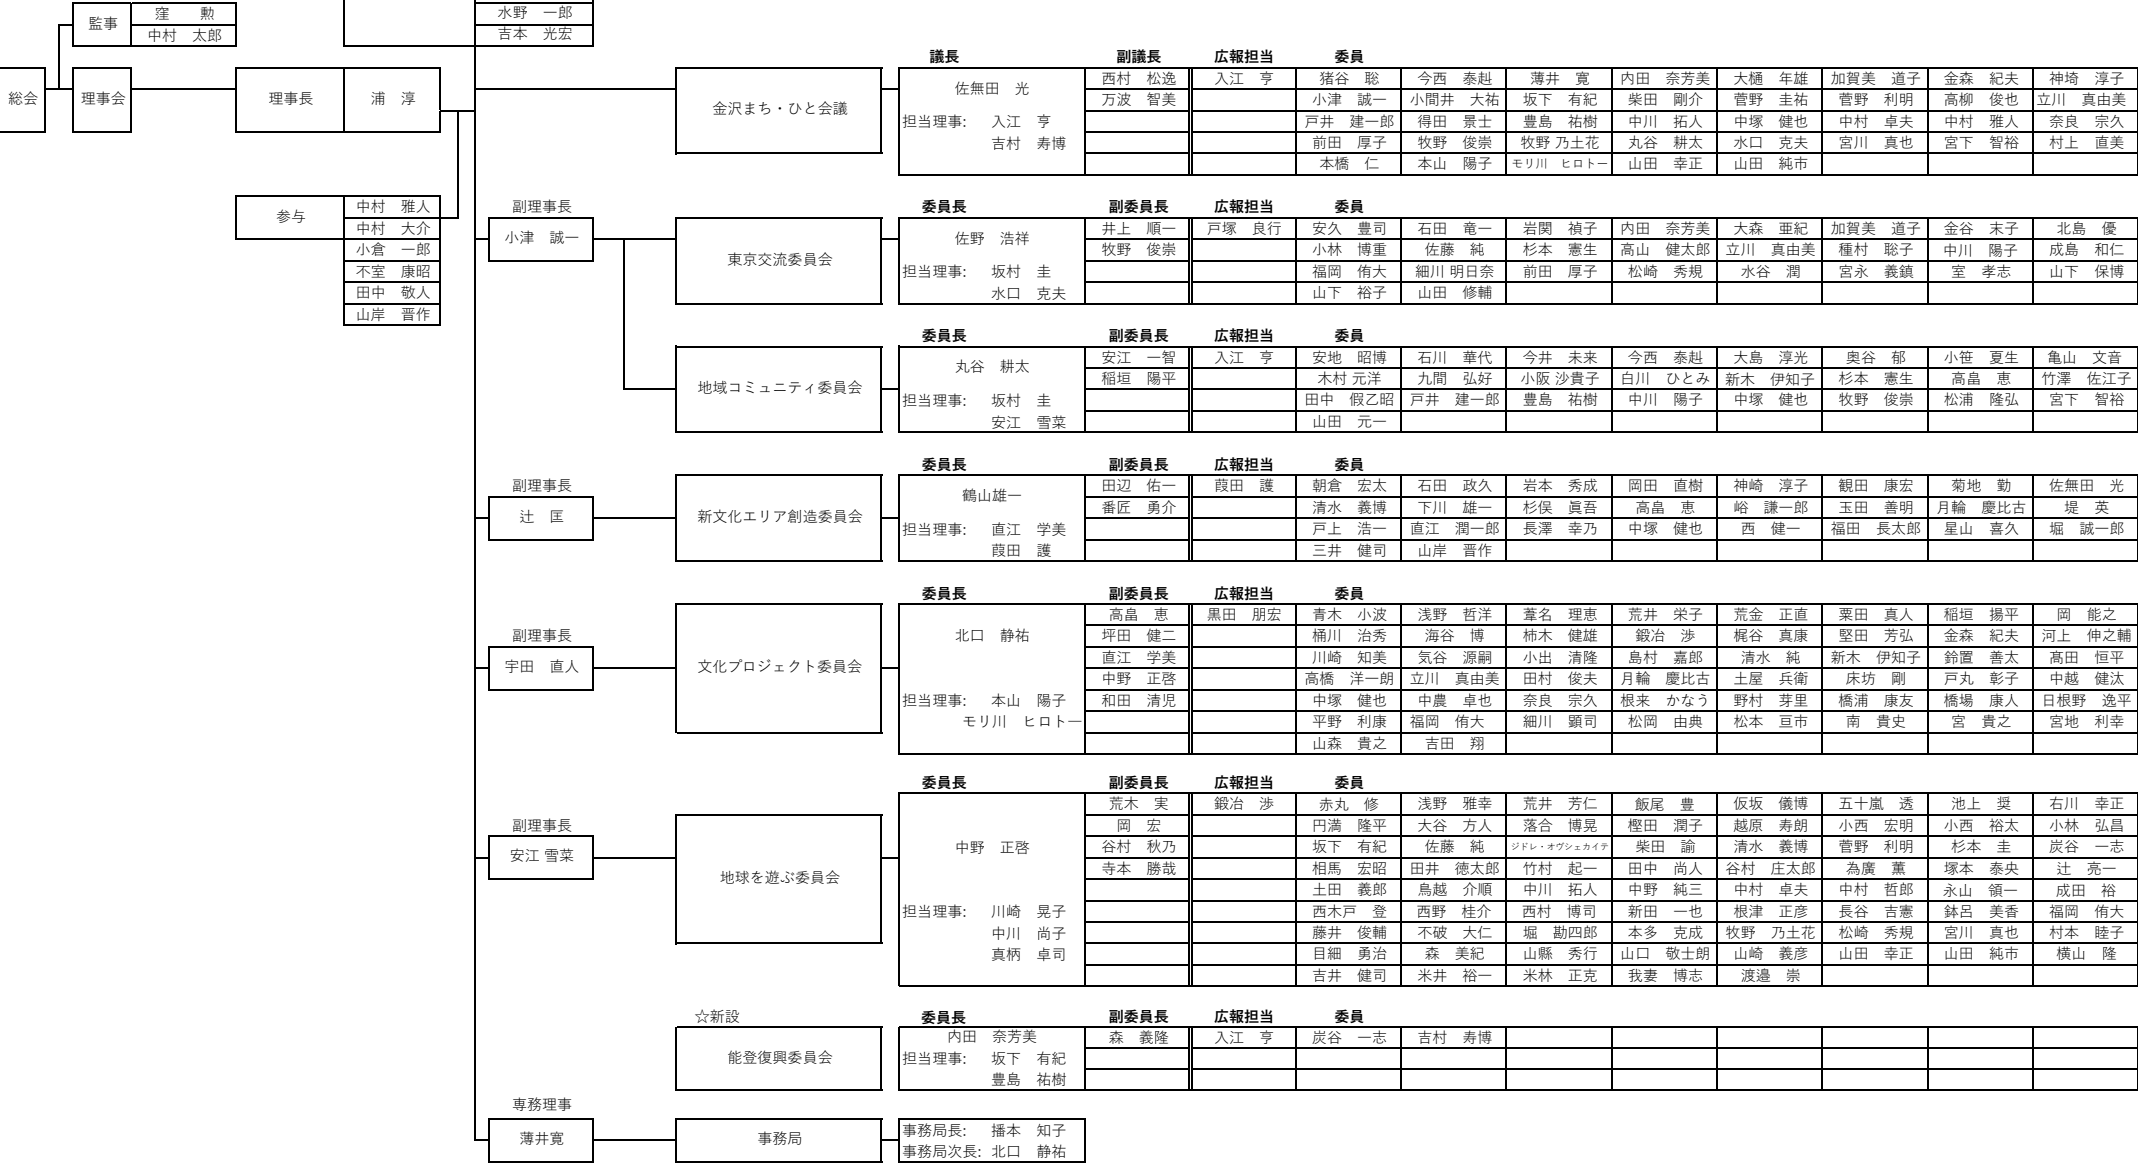 監事　窪　　勲
中村　太郎
水野　一郎
吉本　光宏
総会　理事会　理事長　浦　淳
参与　中村　雅人
中村　大介
小倉　一郎
不室　康昭
田中　敬人
山岸　晋作
議長　副議長　広報担当　委員
金沢まち・ひと会議
佐無田　光
担当理事:　入江　亨
吉村　寿博
西村　松逸　入江　亨　猪谷　聡　今西　泰赳　薄井　寛　内田　奈芳美　大樋　年雄　加賀美　道子　金森　紀夫　神埼　淳子
万波　智美　小津　誠一　小間井　大祐　坂下　有紀　柴田　剛介　菅野　圭祐　菅野　利明　高柳　俊也　立川　真由美
戸井　建一郎　得田　景士　豊島　祐樹　中川　拓人　中塚　健也　中村　卓夫　中村　雅人　奈良　宗久
前田　厚子　牧野　俊崇　牧野 乃土花　丸谷　耕太　水口　克夫　宮川　真也　宮下　智裕　村上　直美
本橋　仁　本山　陽子　モリ川　ヒロトー　山田　幸正　山田　純市
副理事長
小津　誠一
委員長　副委員長　広報担当　委員
東京交流委員会
佐野　浩祥
担当理事:　坂村　圭
水口　克夫
井上　順一　戸塚　良行　安久　豊司　石田　竜一　岩関　禎子　内田　奈芳美　大森　亜紀　加賀美　道子　金谷　末子　北島　優
牧野　俊崇　小林　博重　佐藤　純　杉本　憲生　高山　健太郎　立川　真由美　種村　聡子　中川　陽子　成島　和仁
福岡　侑大　細川 明日奈　前田　厚子　松崎　秀規　水谷　潤　宮永　義鎮　室　孝志　山下　保博
山下　裕子　山田　修輔
委員長　副委員長　広報担当　委員
地域コミュニティ委員会
丸谷　耕太
担当理事:　坂村　圭
安江　雪菜
安江　一智　入江　亨　安地　昭博　石川　華代　今井　未来　今西　泰赳　大島　淳光　奥谷　郁　小笹　夏生　亀山　文音
稲垣　陽平　木村 元洋　九間　弘好　小阪 沙貴子　白川　ひとみ　新木　伊知子　杉本　憲生　高畠　恵　竹澤　佐江子
田中　假乙昭　戸井　建一郎　豊島　祐樹　中川　陽子　中塚　健也　牧野　俊崇　松浦　隆弘　宮下　智裕
山田　元一
副理事長
辻　匡
委員長　副委員長　広報担当　委員
新文化エリア創造委員会
鶴山雄一
担当理事:　直江　学美
葭田　護
田辺　佑一　葭田　護　朝倉　宏太　石田　政久　岩本　秀成　岡田　直樹　神崎　淳子　観田　康宏　菊地　勤　佐無田　光
番匠　勇介　清水　義博　下川　雄一　杉俣　眞吾　高畠　恵　峪　謙一郎　玉田　善明　月輪　慶比古　堤　英
戸上　浩一　直江　潤一郎　長澤　幸乃　中塚　健也　西　健一　福田　長太郎　星山　喜久　堀　誠一郎
三井　健司　山岸　晋作
副理事長
宇田　直人
委員長　副委員長　広報担当　委員
文化プロジェクト委員会
北口　静祐
担当理事:　本山　陽子
モリ川　ヒロトー
高畠　恵　黒田　朋宏　青木　小波　浅野　哲洋　葦名　理恵　荒井　栄子　荒金　正直　粟田　真人　稲垣　揚平　岡　能之
坪田　健二　桶川　治秀　海谷　博　柿木　健雄　鍛冶　渉　梶谷　真康　堅田　芳弘　金森　紀夫　河上　伸之輔
直江　学美　川崎　知美　気谷　源嗣　小出　清隆　島村　嘉郎　清水　純　新木　伊知子　鈴置　善太　髙田　恒平
中野　正啓　高橋　洋一朗　立川　真由美　田村　俊夫　月輪　慶比古　土屋　兵衛　床坊　剛　戸丸　彰子　中越　健汰
和田　清児　中塚　健也　中農　卓也　奈良　宗久　根来　かなう　野村　芽里　橋浦　康友　橋場　康人　日根野　逸平
平野　利康　福岡　侑大　細川　顕司　松岡　由典　松本　亘市　南　貴史　宮　貴之　宮地　利幸
山森　貴之　吉田　翔
副理事長
安江 雪菜
委員長　副委員長　広報担当　委員
地球を遊ぶ委員会
中野　正啓
担当理事:　川崎　晃子
中川　尚子
真柄　卓司
荒木　実　鍛冶　渉　赤丸　修　浅野　雅幸　荒井　芳仁　飯尾　豊　仮坂　儀博　五十嵐　透　池上　奨　右川　幸正
岡　宏　円満　隆平　大谷　方人　落合　博晃　樫田　潤子　越原　寿朗　小西　宏明　小西　裕太　小林　弘昌
谷村　秋乃　坂下　有紀　佐藤　純　ジドレ・オヴシェカイテ　柴田　諭　清水　義博　菅野　利明　杉本　圭　炭谷　一志
寺本　勝哉　相馬　宏昭　田井　徳太郎　竹村　起一　田中　尚人　谷村　庄太郎　為廣　薫　塚本　泰央　辻　亮一
土田　義郎　鳥越　介順　中川　拓人　中野　純三　中村　卓夫　中村　哲郎　永山　領一　成田　裕
西木戸　登　西野　桂介　西村　博司　新田　一也　根津　正彦　長谷　吉憲　鉢呂　美香　福岡　侑大
藤井　俊輔　不破　大仁　堀　勘四郎　本多　克成　牧野　乃土花　松崎　秀規　宮川　真也　村本　睦子
目細　勇治　森　美紀　山縣　秀行　山口　敬士朗　山崎　義彦　山田　幸正　山田　純市　横山　隆
吉井　健司　米井　裕一　米林　正克　我妻　博志　渡邉　崇
☆新設
委員長　副委員長　広報担当　委員
能登復興委員会
内田　奈芳美
担当理事:　坂下　有紀
豊島　祐樹
森　義隆　入江　亨　炭谷　一志　吉村　寿博
専務理事
薄井寛
事務局
事務局長:　播本　知子
事務局次長:　北口　静祐